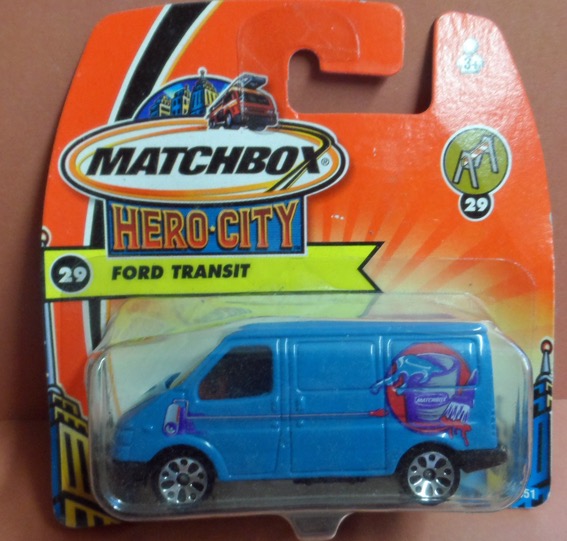 3+
MATCHBOX
HERO·CITY
29
29 FORD TRANSIT
MATCHBOX